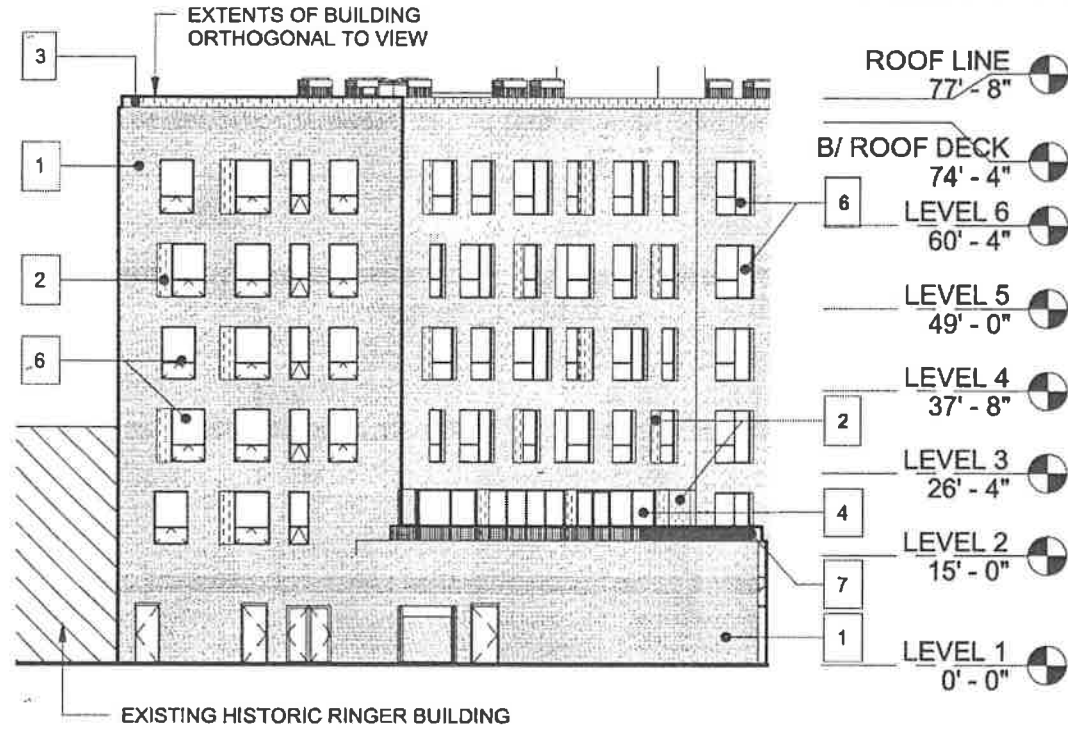 EXTENTS OF BUILDING
ORTHOGONAL TO VIEW
3
1
2
6
ROOF LINE
77' - 8"
B/ ROOF DECK
74' - 4"
6
LEVEL 6
60' - 4"
LEVEL 5
49' - 0"
LEVEL 4
37' - 8"
2
LEVEL 3
26' - 4"
4
LEVEL 2
15' - 0"
7
1
LEVEL 1
0' - 0"
EXISTING HISTORIC RINGER BUILDING